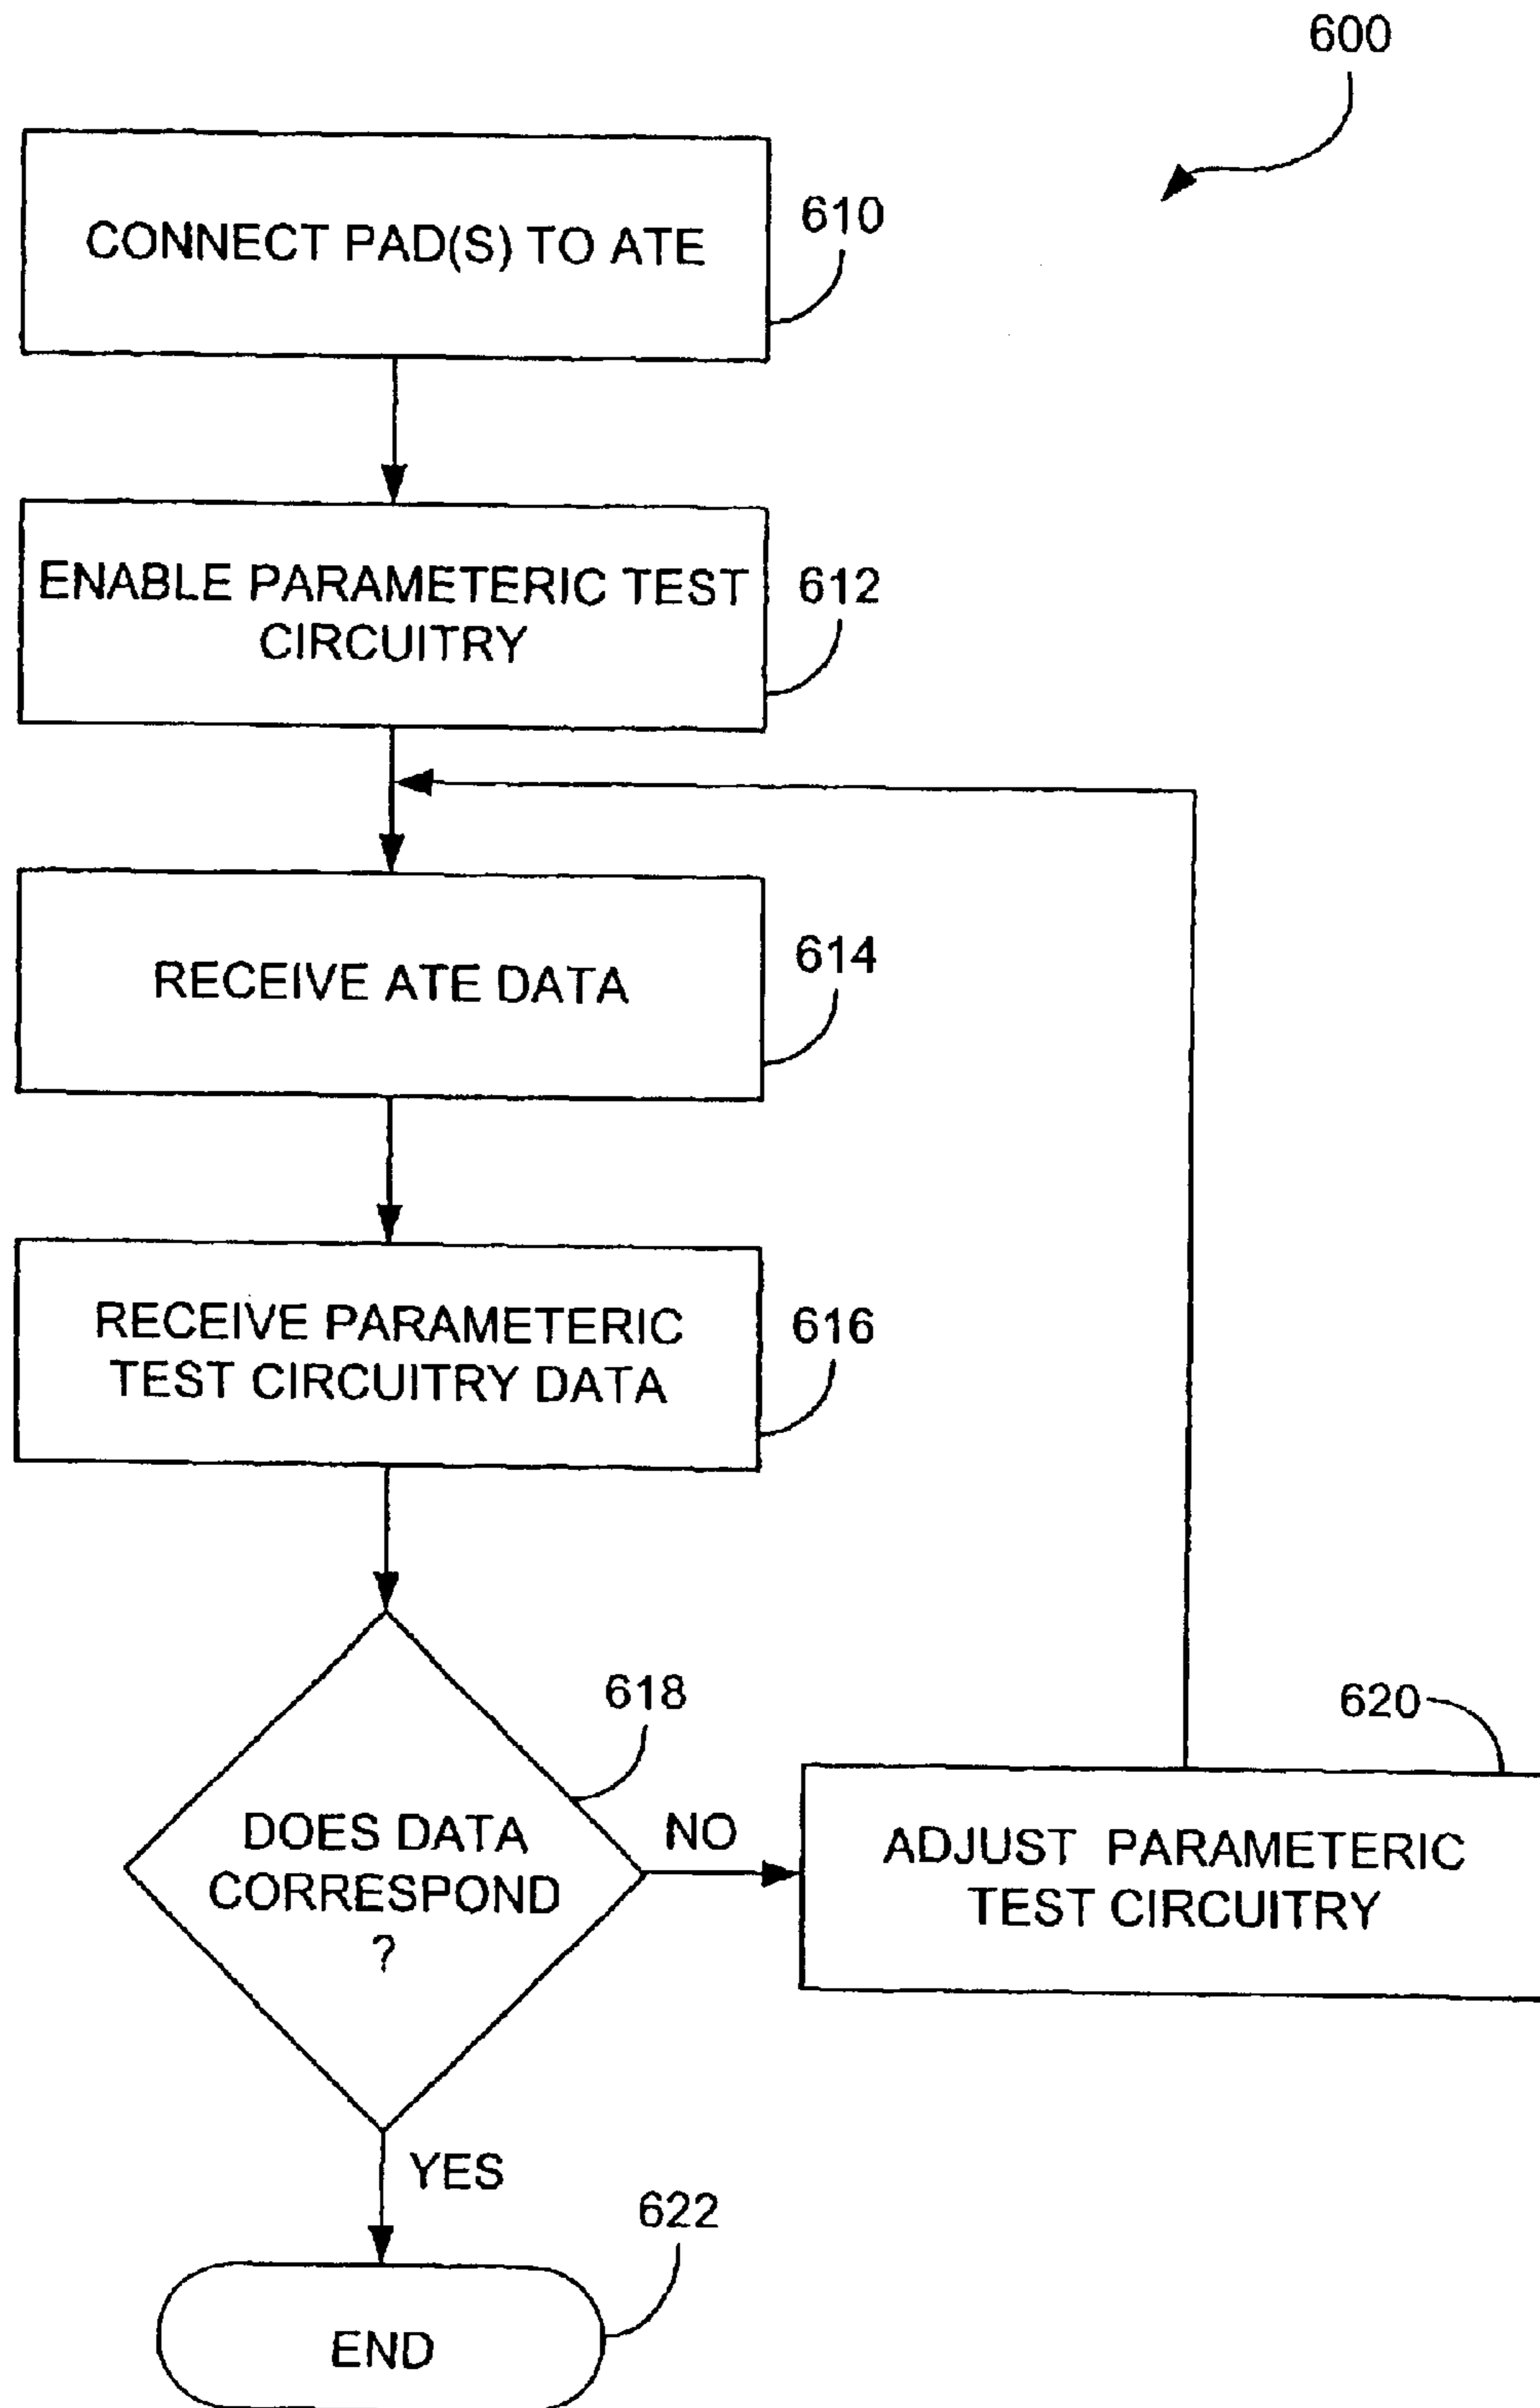 600
CONNECT PAD(S) TO ATE
610
ENABLE PARAMETERIC TEST
CIRCUITRY
612
RECEIVE ATE DATA
614
RECEIVE PARAMETERIC
TEST CIRCUITRY DATA
616
618
DOES DATA
CORRESPOND
?
NO
620
ADJUST PARAMETERIC
TEST CIRCUITRY
YES
622
END